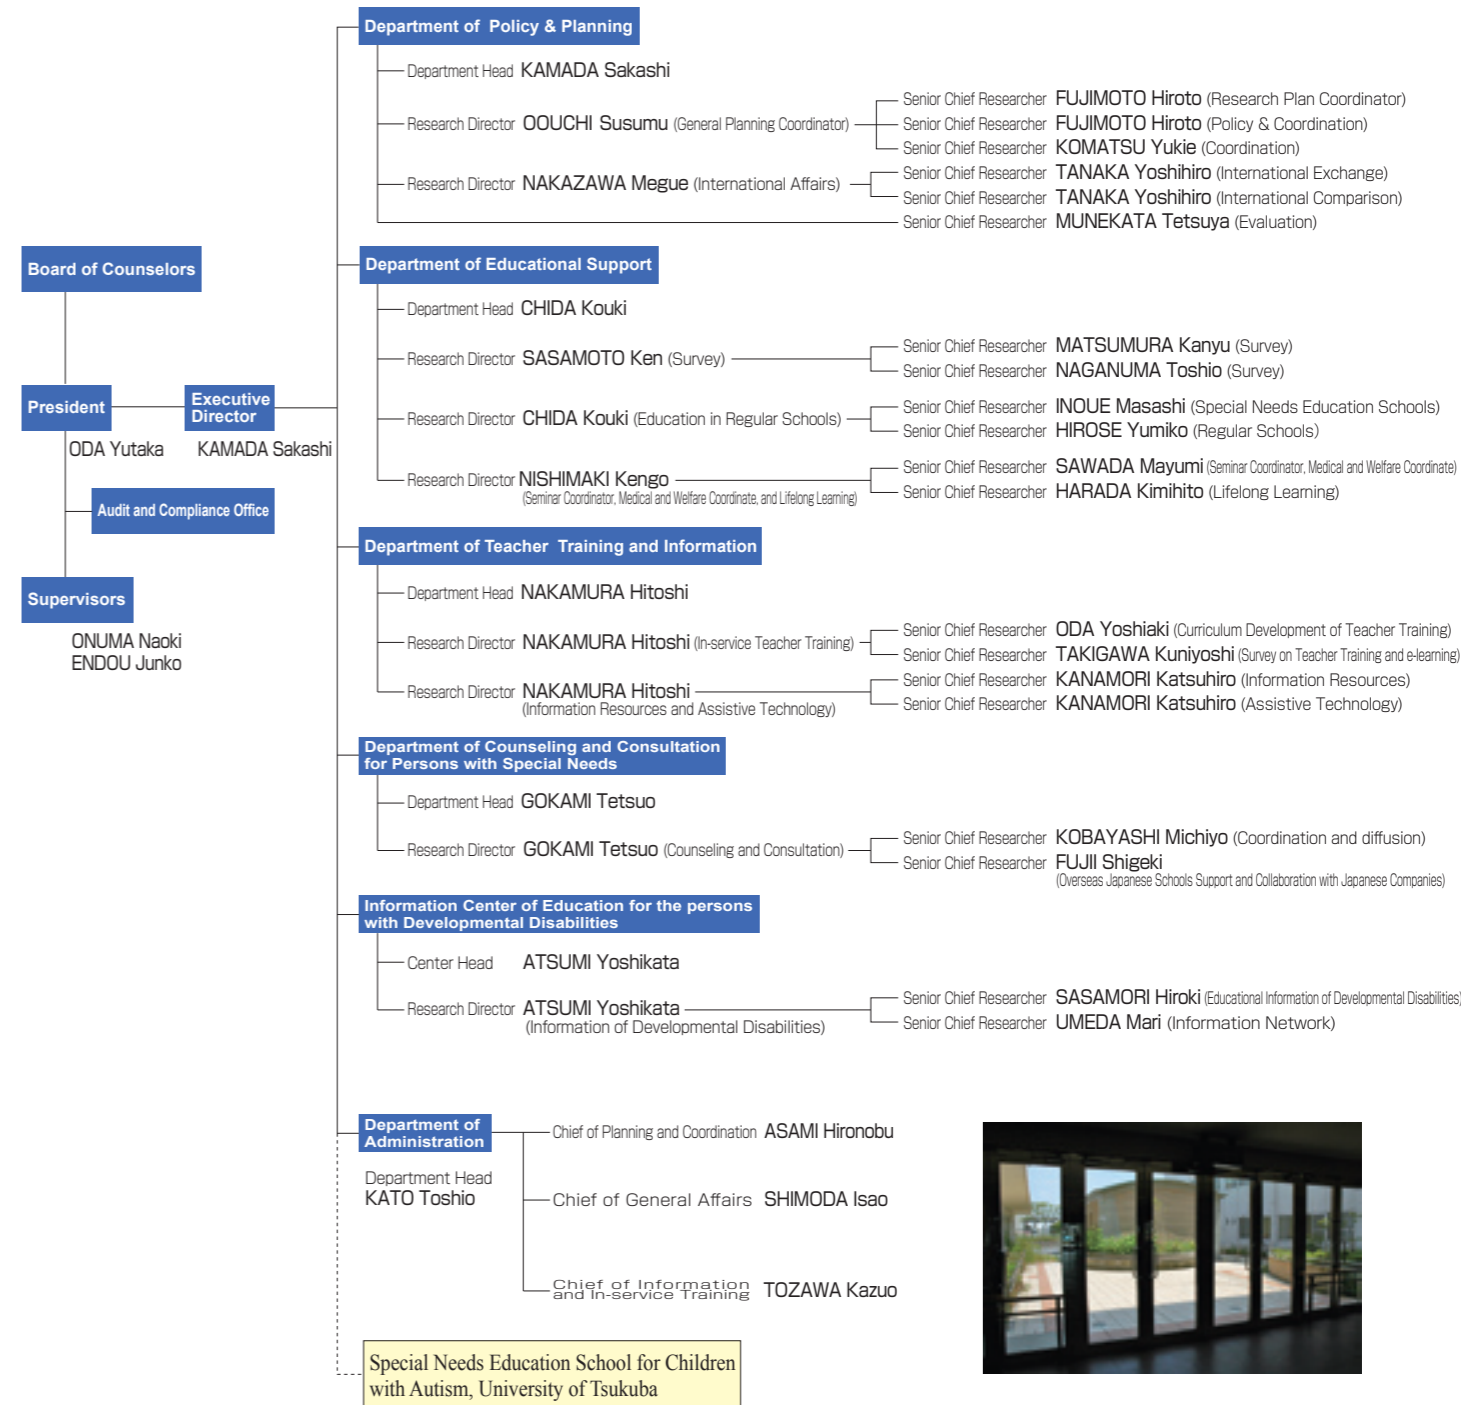 Board of Counselors
President
ODA Yutaka
Executive
Director
KAMADA Sakashi
Audit and Compliance Office
Supervisors
ONUMA Naoki
ENDOU Junko
Department of Policy & Planning
Department Head KAMADA Sakashi
Research Director OOUCHI Susumu (General Planning Coordinator)
Senior Chief Researcher FUJIMOTO Hiroto (Research Plan Coordinator)
Senior Chief Researcher FUJIMOTO Hiroto (Policy & Coordination)
Senior Chief Researcher KOMATSU Yukie (Coordination)
Research Director NAKAZAWA Megue (International Affairs)
Senior Chief Researcher TANAKA Yoshihiro (International Exchange)
Senior Chief Researcher TANAKA Yoshihiro (International Comparison)
Senior Chief Researcher MUNEKATA Tetsuya (Evaluation)
Department of Educational Support
Department Head CHIDA Kouki
Research Director SASAMOTO Ken (Survey)
Senior Chief Researcher MATSUMURA Kanyu (Survey)
Senior Chief Researcher NAGANUMA Toshio (Survey)
Research Director CHIDA Kouki (Education in Regular Schools)
Senior Chief Researcher INOUE Masashi (Special Needs Education Schools)
Senior Chief Researcher HIROSE Yumiko (Regular Schools)
Research Director NISHIMAKI Kengo
(Seminar Coordinator, Medical and Welfare Coordinate, and Lifelong Learning)
Senior Chief Researcher SAWADA Mayumi (Seminar Coordinator, Medical and Welfare Coordinate)
Senior Chief Researcher HARADA Kimihito (Lifelong Learning)
Department of Teacher Training and Information
Department Head NAKAMURA Hitoshi
Research Director NAKAMURA Hitoshi (In-service Teacher Training)
Senior Chief Researcher ODA Yoshiaki (Curriculum Development of Teacher Training)
Senior Chief Researcher TAKIGAWA Kuniyoshi (Survey on Teacher Training and e-learning)
Research Director NAKAMURA Hitoshi
(Information Resources and Assistive Technology)
Senior Chief Researcher KANAMORI Katsuhiro (Information Resources)
Senior Chief Researcher KANAMORI Katsuhiro (Assistive Technology)
Department of Counseling and Consultation
for Persons with Special Needs
Department Head GOKAMI Tetsuo
Research Director GOKAMI Tetsuo (Counseling and Consultation)
Senior Chief Researcher KOBAYASHI Michiyo (Coordination and diffusion)
Senior Chief Researcher FUJII Shigeki
(Overseas Japanese Schools Support and Collaboration with Japanese Companies)
Information Center of Education for the persons
with Developmental Disabilities
Center Head ATSUMI Yoshikata
Research Director ATSUMI Yoshikata
(Information of Developmental Disabilities)
Senior Chief Researcher SASAMORI Hiroki (Educational Information of Developmental Disabilities)
Senior Chief Researcher UMEDA Mari (Information Network)
Department of
Administration
Department Head
KATO Toshio
Chief of Planning and Coordination ASAMI Hironobu
Chief of General Affairs SHIMODA Isao
Chief of Information
and In-service Training TOZAWA Kazuo
Special Needs Education School for Children
with Autism, University of Tsukuba